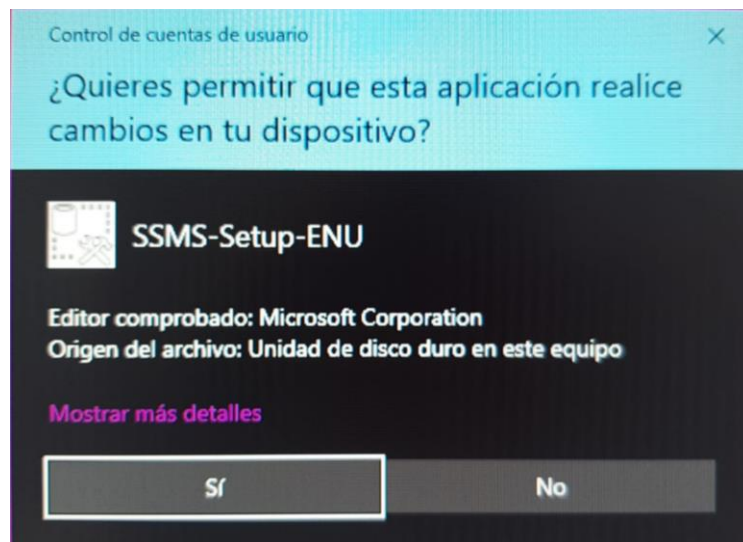 Control de cuentas de usuario
¿Quieres permitir que esta aplicación realice
cambios en tu dispositivo?
SSMS-Setup-ENU
Editor comprobado: Microsoft Corporation
Origen del archivo: Unidad de disco duro en este equipo
Mostrar más detalles
Sí
No